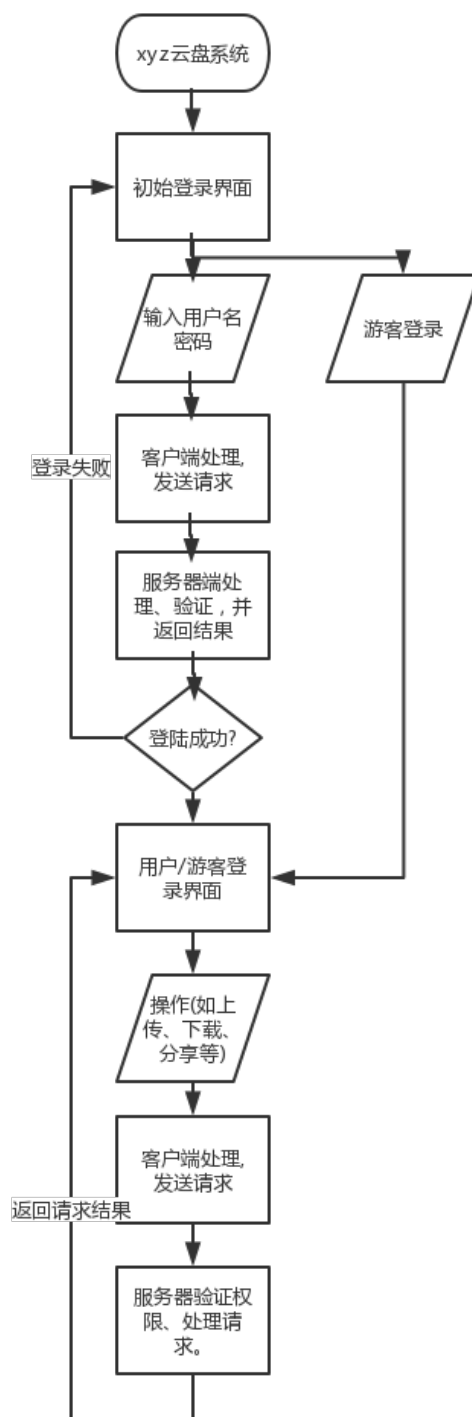 xyz云盘系统
初始登录界面
输入用户名
密码
游客登录
客户端处理,
发送请求
登录失败
服务器端处
理、验证，并
返回结果
登陆成功?
用户/游客登
录界面
操作(如上
传、下载、
分享等)
客户端处理,
发送请求
返回请求结果
服务器验证权
限、处理请
求。